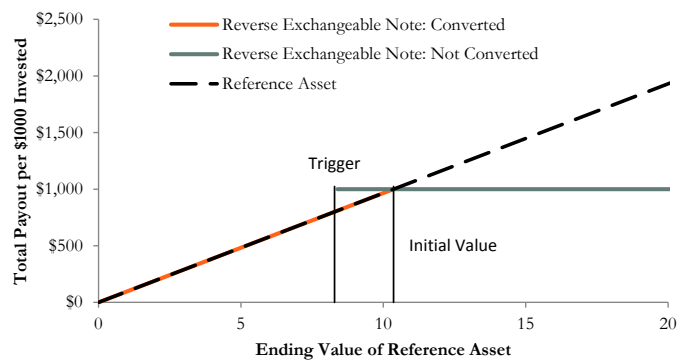 $2,500
Reverse Exchangeable Note: Converted
Reverse Exchangeable Note: Not Converted
Reference Asset
$2,000
$1,500
$1,000
$500
$0
Total Payout per $1000 Invested
Trigger
Initial Value
0 5 10 15 20
Ending Value of Reference Asset